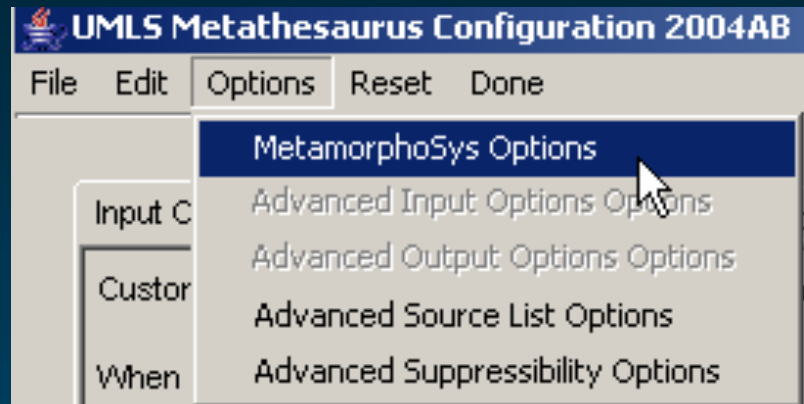 UMLS Metathesaurus Configuration 2004AB
File Edit Options Reset Done
MetamorphoSys Options
Input
Advanced Input Options Options
Advanced Output Options Options
Advanced Source List Options
When
Advanced Suppressibility Options